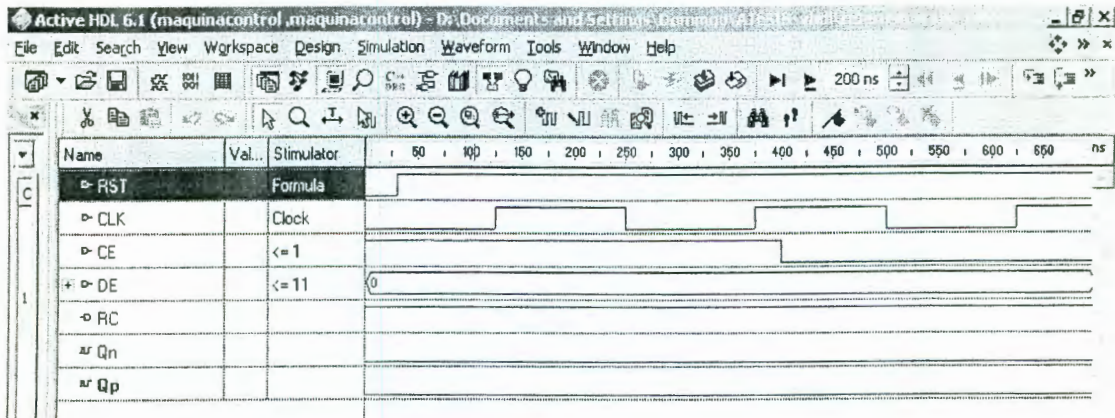 Active HDL 6.1 (maquinacontrol ,maquinacontrol) - D:\Documents and Settings\
File Edit Search View Workspace Design Simulation Waveform Tools Window Help
200 ns
Name Val... Stimulator 50 100 150 200 250 300 350 400 450 500 550 600 650 ns
RST Formula
CLK Clock
CE <= 1
DE <= 11 0
RC
Qn
Qp
C
1